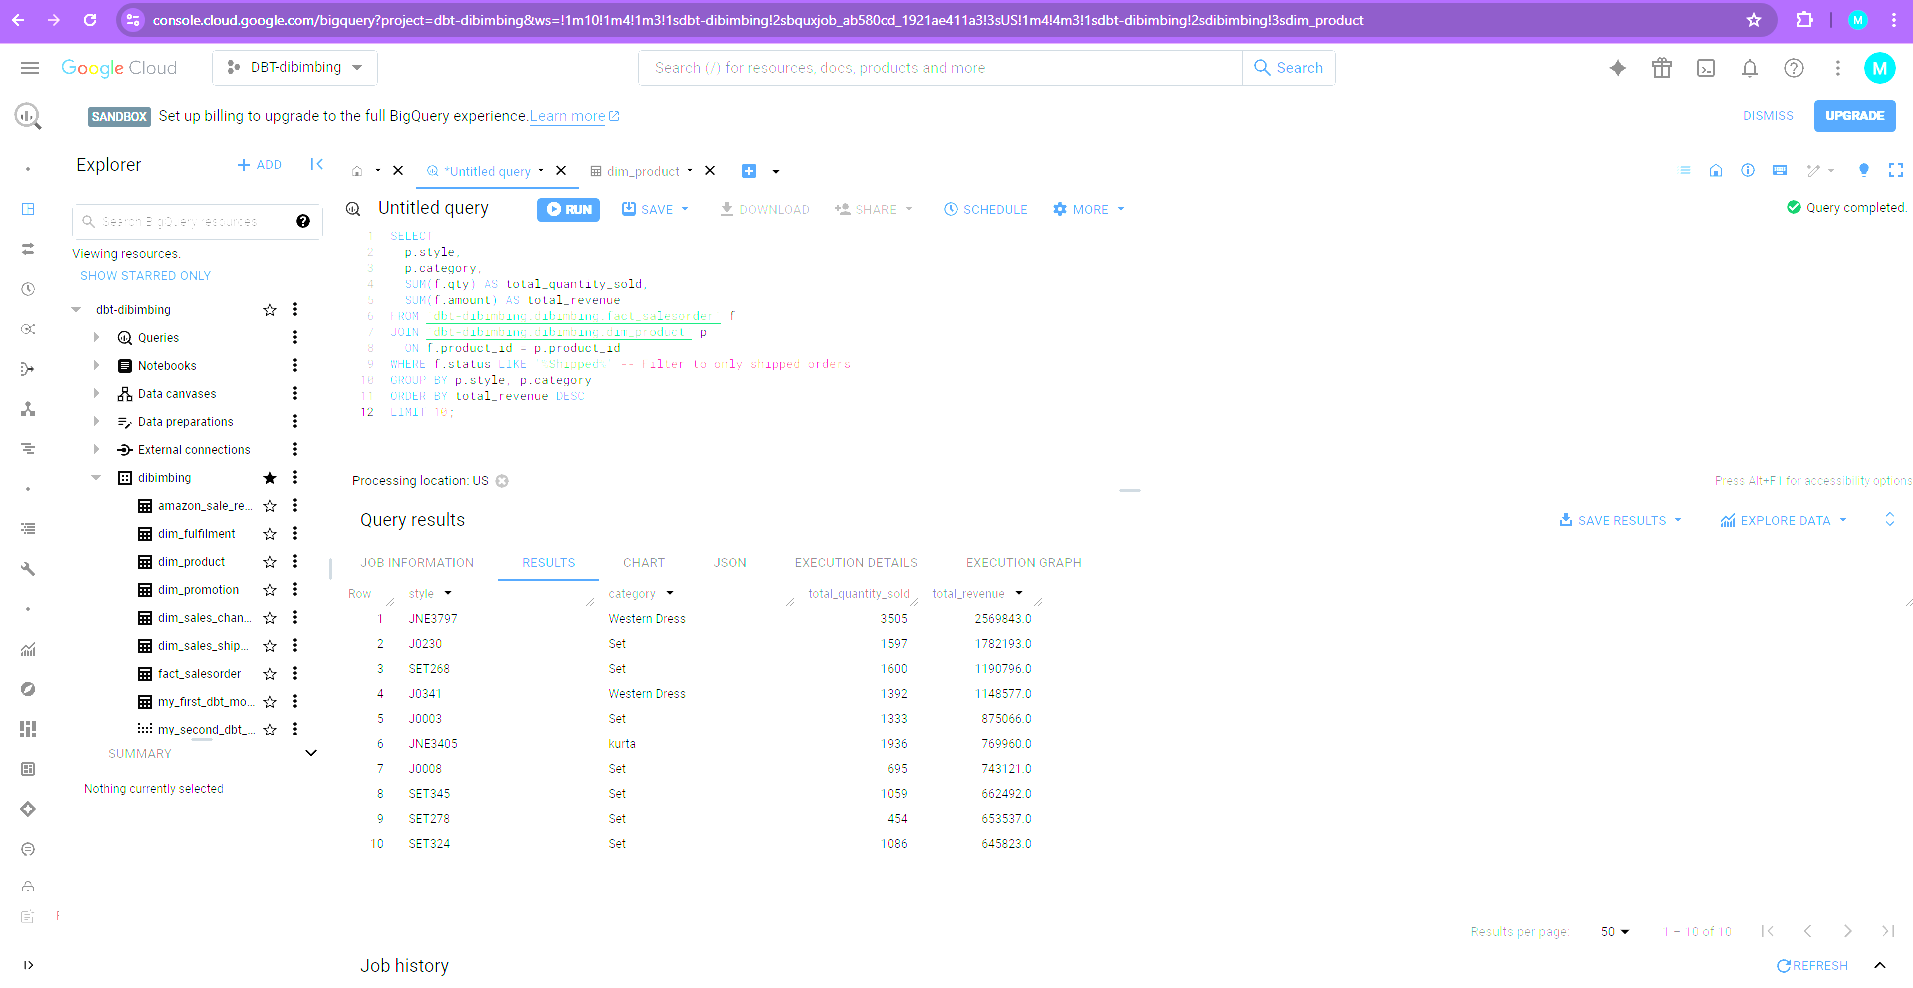 console.cloud.google.com/bigquery?project=dbt-dibimbing&ws=!1m10!1m4!1m3!1sdbt-dibimbing!2sbquxjob_ab580cd_1921ae411a3!3sUS!1m4!4m3!1sdbt-dibimbing!2sdibimbing!3sdim_product
M
Google Cloud
DBT-dibimbing
Search (/) for resources, docs, products and more
Search
M
SANDBOX Set up billing to upgrade to the full BigQuery experience. Learn more
DISMISS
UPGRADE
Explorer
+ ADD
*Untitled query
dim_product
Untitled query
RUN
SAVE
DOWNLOAD
SHARE
SCHEDULE
MORE
Query completed.
Search BigQuery resources
Viewing resources.
SHOW STARRED ONLY
dbt-dibimbing
Queries
Notebooks
Data canvases
Data preparations
External connections
dibimbing
amazon_sale_re...
dim_fulfilment
dim_product
dim_promotion
dim_sales_chan...
dim_sales_ship...
fact_salesorder
my_first_dbt_mo...
my_second_dbt_...
SUMMARY
Nothing currently selected
1 SELECT
2 p.style,
3 p.category,
4 SUM(f.qty) AS total_quantity_sold,
5 SUM(f.amount) AS total_revenue
6 FROM `dbt-dibimbing.dibimbing.fact_salesorder` f
7 JOIN `dbt-dibimbing.dibimbing.dim_product` p
8 ON f.product_id = p.product_id
9 WHERE f.status LIKE '%Shipped%' -- Filter to only shipped orders
10 GROUP BY p.style, p.category
11 ORDER BY total_revenue DESC
12 LIMIT 10;
Processing location: US
Press Alt+F1 for accessibility options
Query results
SAVE RESULTS
EXPLORE DATA
JOB INFORMATION RESULTS CHART JSON EXECUTION DETAILS EXECUTION GRAPH
Row style category total_quantity_sold total_revenue
1 JNE3797 Western Dress 3505 2569843.0
2 J0230 Set 1597 1782193.0
3 SET268 Set 1600 1190796.0
4 J0341 Western Dress 1392 1148577.0
5 J0003 Set 1333 875066.0
6 JNE3405 kurta 1936 769960.0
7 J0008 Set 695 743121.0
8 SET345 Set 1059 662492.0
9 SET278 Set 454 653537.0
10 SET324 Set 1086 645823.0
Results per page: 50 1 – 10 of 10
Job history
REFRESH